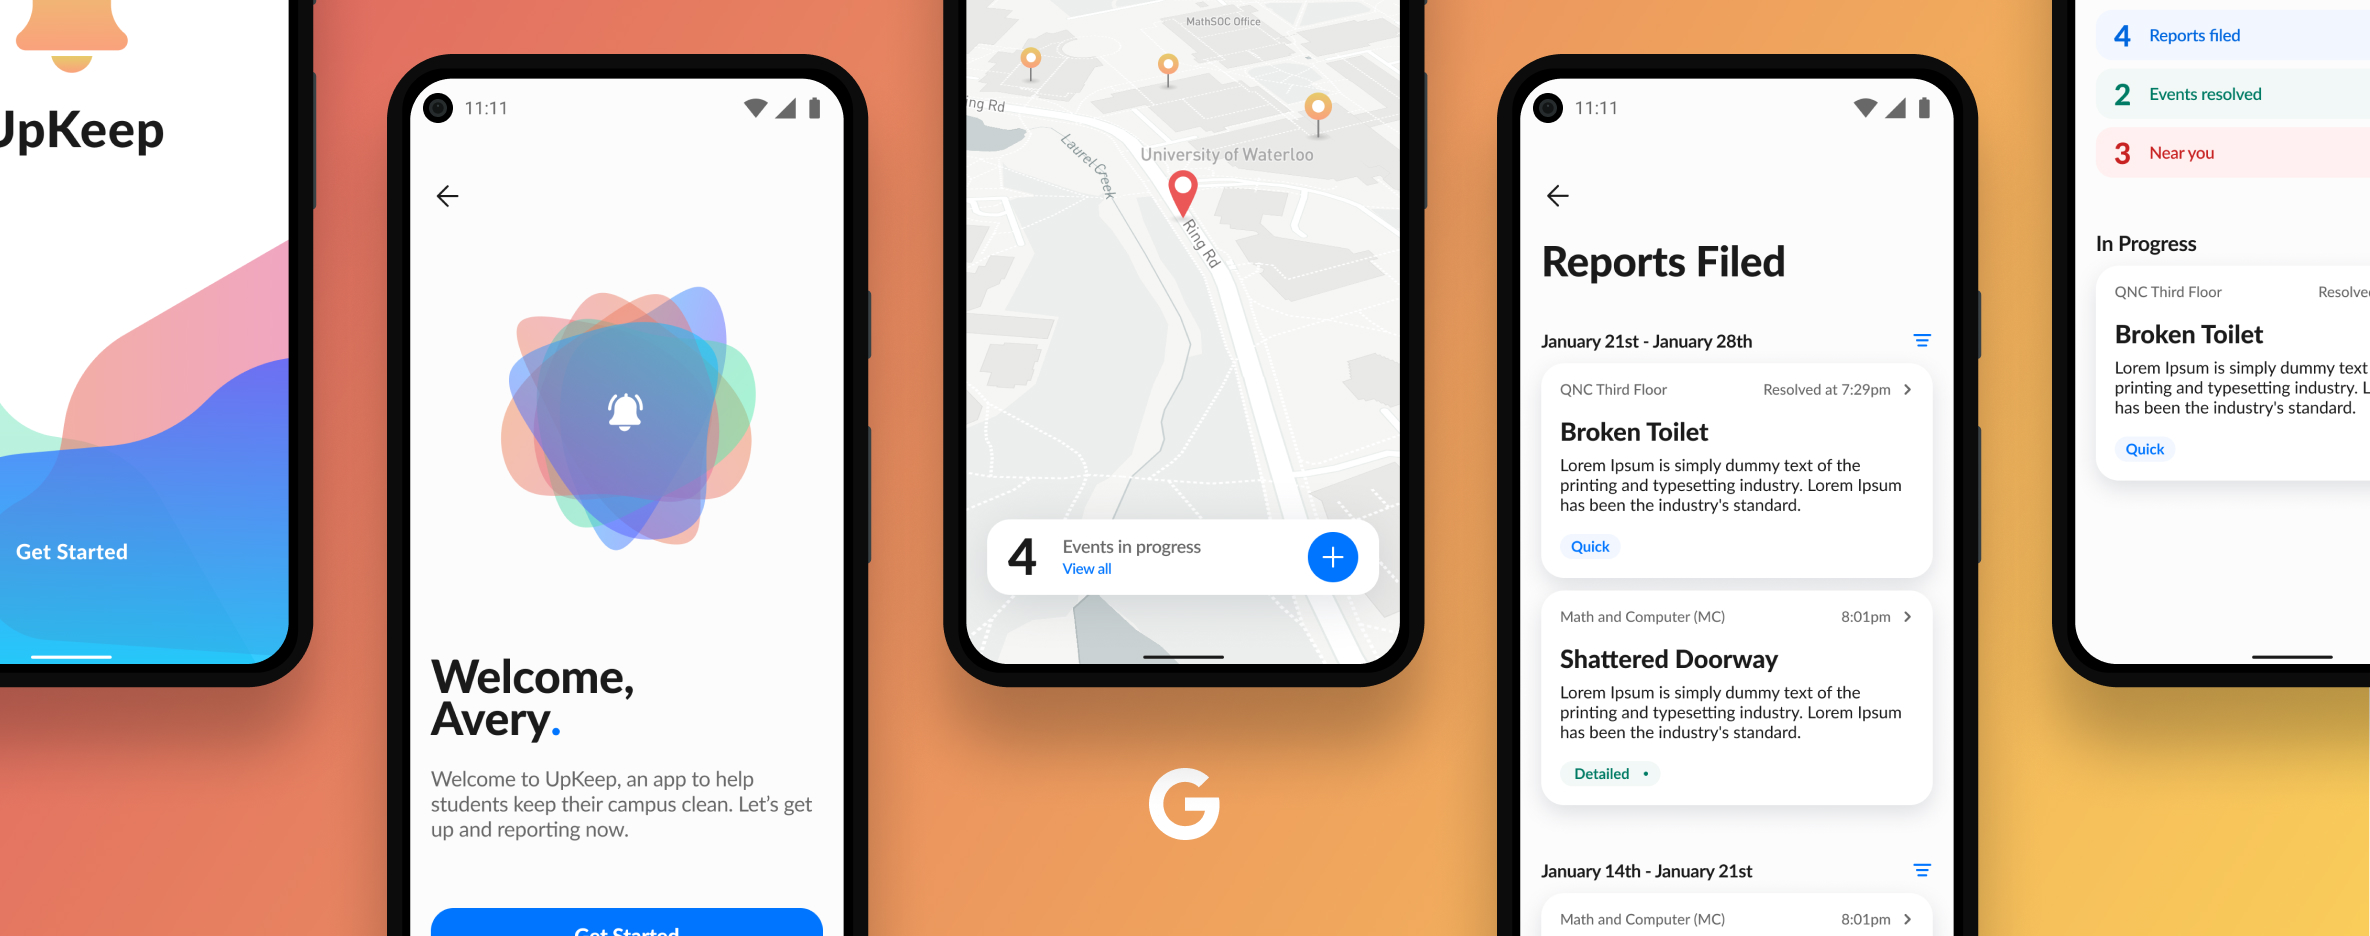 UpKeep
Get Started
11:11
Welcome,
Avery.
Welcome to UpKeep, an app to help
students keep their campus clean. Let's get
up and reporting now.
Get Started
MathSOC Office
Ring Rd
Laurel Creek
University of Waterloo
Ring Rd
4
Events in progress
View all
G
11:11
Reports Filed
January 21st - January 28th
QNC Third Floor Resolved at 7:29pm
Broken Toilet
Lorem Ipsum is simply dummy text of the
printing and typesetting industry. Lorem Ipsum
has been the industry's standard.
Quick
Math and Computer (MC) 8:01pm
Shattered Doorway
Lorem Ipsum is simply dummy text of the
printing and typesetting industry. Lorem Ipsum
has been the industry's standard.
Detailed •
January 14th - January 21st
Math and Computer (MC) 8:01pm
4 Reports filed
2 Events resolved
3 Near you
In Progress
QNC Third Floor Resolved
Broken Toilet
Lorem Ipsum is simply dummy text
printing and typesetting industry. L
has been the industry's standard.
Quick